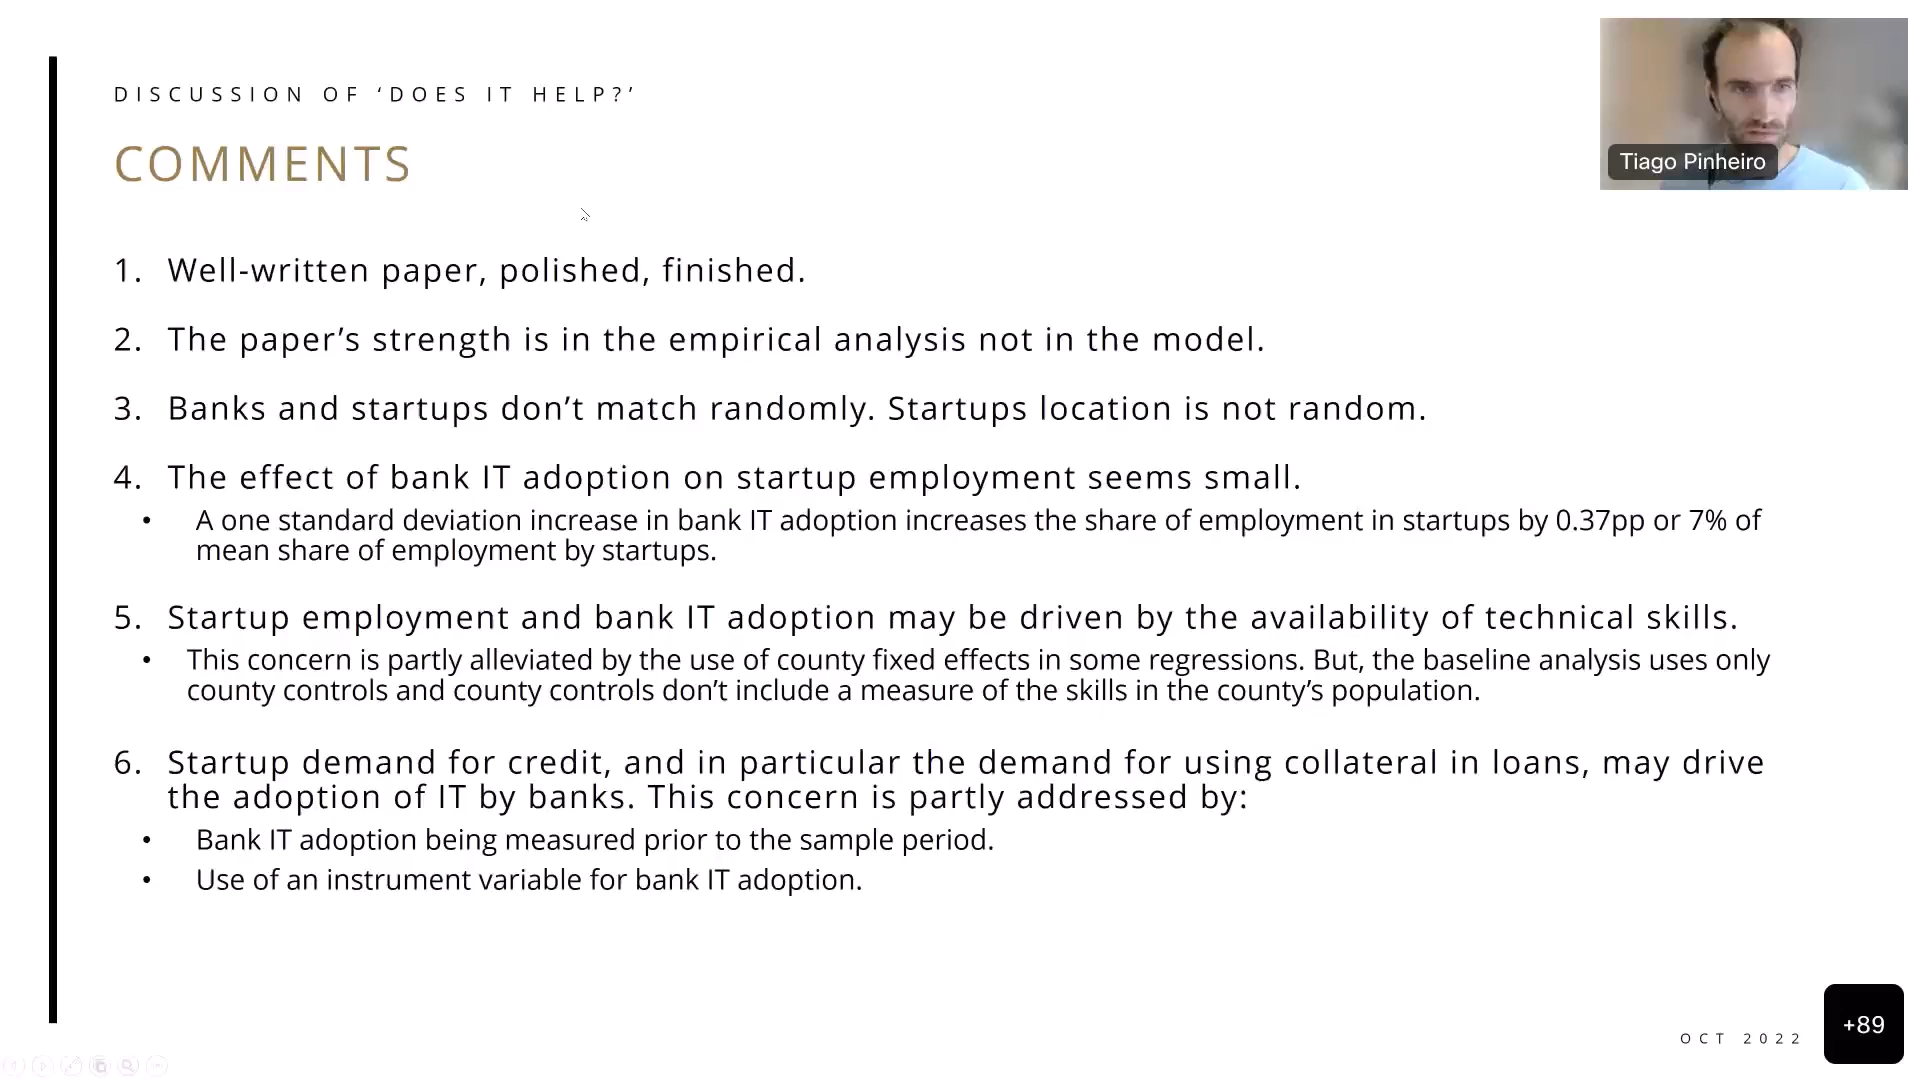 DISCUSSION OF ‘DOES IT HELP?’
COMMENTS
Tiago Pinheiro
1. Well-written paper, polished, finished.
2. The paper’s strength is in the empirical analysis not in the model.
3. Banks and startups don’t match randomly. Startups location is not random.
4. The effect of bank IT adoption on startup employment seems small.
• A one standard deviation increase in bank IT adoption increases the share of employment in startups by 0.37pp or 7% of
mean share of employment by startups.
5. Startup employment and bank IT adoption may be driven by the availability of technical skills.
• This concern is partly alleviated by the use of county fixed effects in some regressions. But, the baseline analysis uses only
county controls and county controls don’t include a measure of the skills in the county’s population.
6. Startup demand for credit, and in particular the demand for using collateral in loans, may drive
the adoption of IT by banks. This concern is partly addressed by:
• Bank IT adoption being measured prior to the sample period.
• Use of an instrument variable for bank IT adoption.
OCT 2022
+89